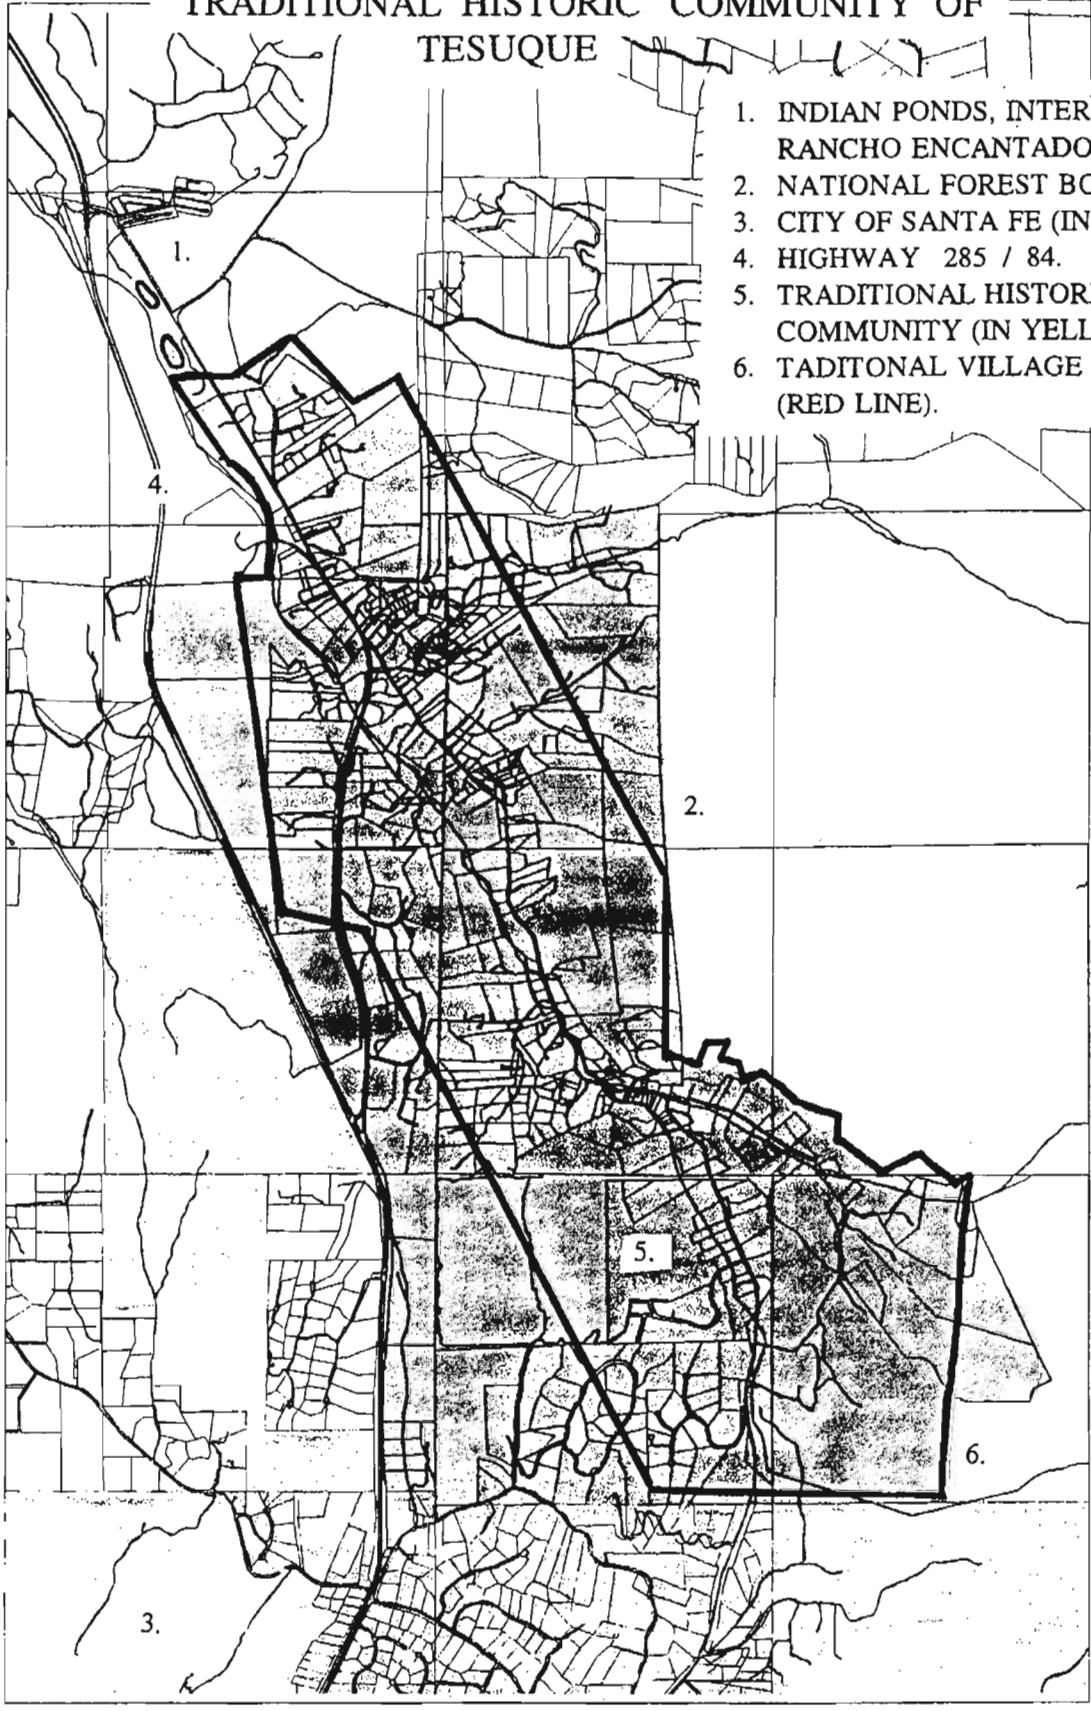 TRADITIONAL HISTORIC COMMUNITY OF
TESUQUE
1. INDIAN PONDS, INTER
RANCHO ENCANTADO
2. NATIONAL FOREST BO
3. CITY OF SANTA FE (IN
4. HIGHWAY 285 / 84.
5. TRADITIONAL HISTOR
COMMUNITY (IN YELL
6. TADITONAL VILLAGE
(RED LINE).
1.
4.
2.
5.
6.
3.